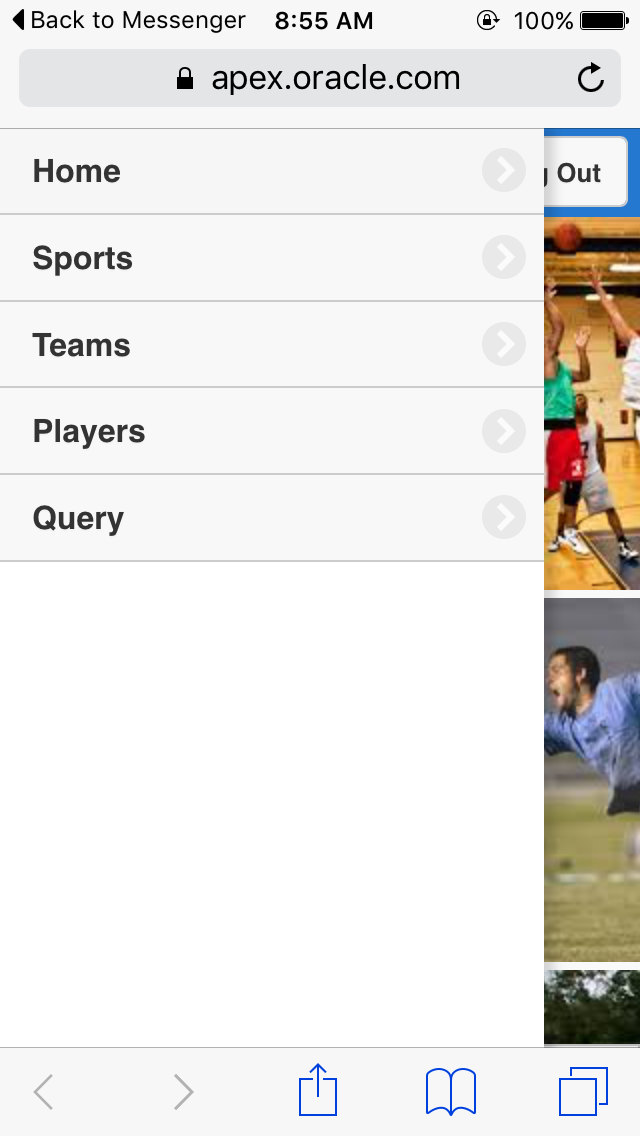 Back to Messenger 8:55 AM 100%
apex.oracle.com
Home
Out
Sports
Teams
Players
Query